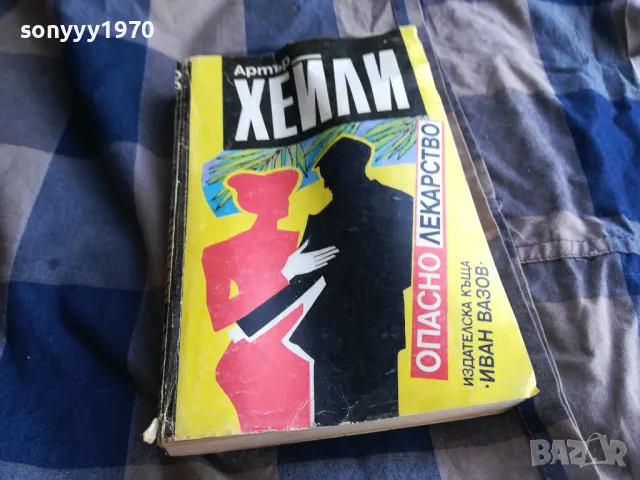 sonyyy1970
Артър
ХЕЙЛИ
ОПАСНО ЛЕКАРСТВО
ИЗДАТЕЛСКА КЪЩА
·ИВАН ВАЗОВ·
BAZAR